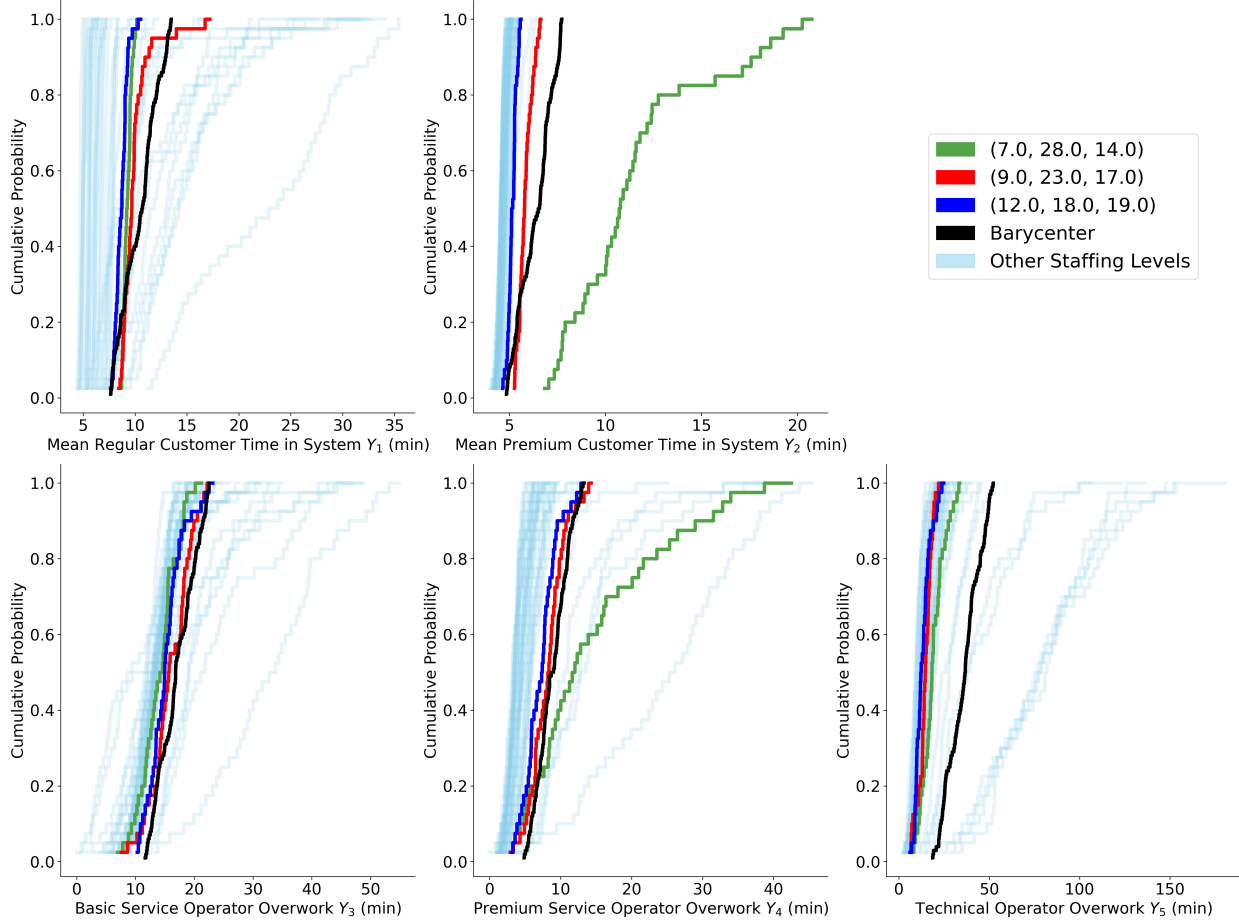 1.0
0.8
0.6
0.4
0.2
0.0
Cumulative Probability
5 10 15 20 25 30 35
Mean Regular Customer Time in System Y1 (min)
1.0
0.8
0.6
0.4
0.2
0.0
Cumulative Probability
5 10 15 20
Mean Premium Customer Time in System Y2 (min)
(7.0, 28.0, 14.0)
(9.0, 23.0, 17.0)
(12.0, 18.0, 19.0)
Barycenter
Other Staffing Levels
1.0
0.8
0.6
0.4
0.2
0.0
Cumulative Probability
0 10 20 30 40 50
Basic Service Operator Overwork Y3 (min)
1.0
0.8
0.6
0.4
0.2
0.0
Cumulative Probability
0 10 20 30 40
Premium Service Operator Overwork Y4 (min)
1.0
0.8
0.6
0.4
0.2
0.0
Cumulative Probability
0 50 100 150
Technical Operator Overwork Y5 (min)